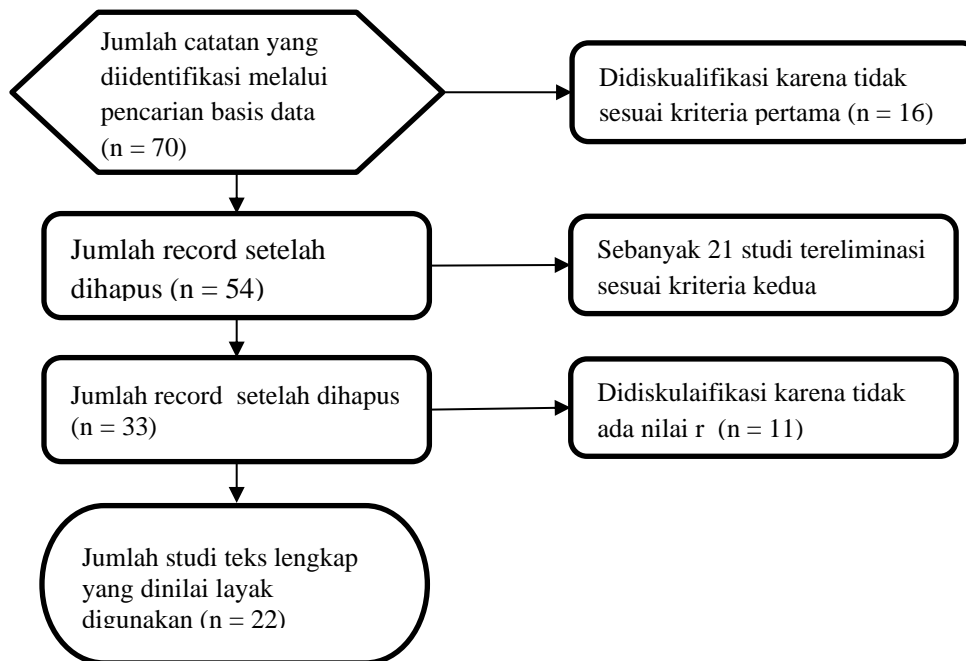 Jumlah catatan yang
diidentifikasi melalui
pencarian basis data
(n = 70)
Didiskualifikasi karena tidak
sesuai kriteria pertama (n = 16)
Jumlah record setelah
dihapus (n = 54)
Sebanyak 21 studi tereliminasi
sesuai kriteria kedua
Jumlah record setelah dihapus
(n = 33)
Didiskulaifikasi karena tidak
ada nilai r (n = 11)
Jumlah studi teks lengkap
yang dinilai layak
digunakan (n = 22)